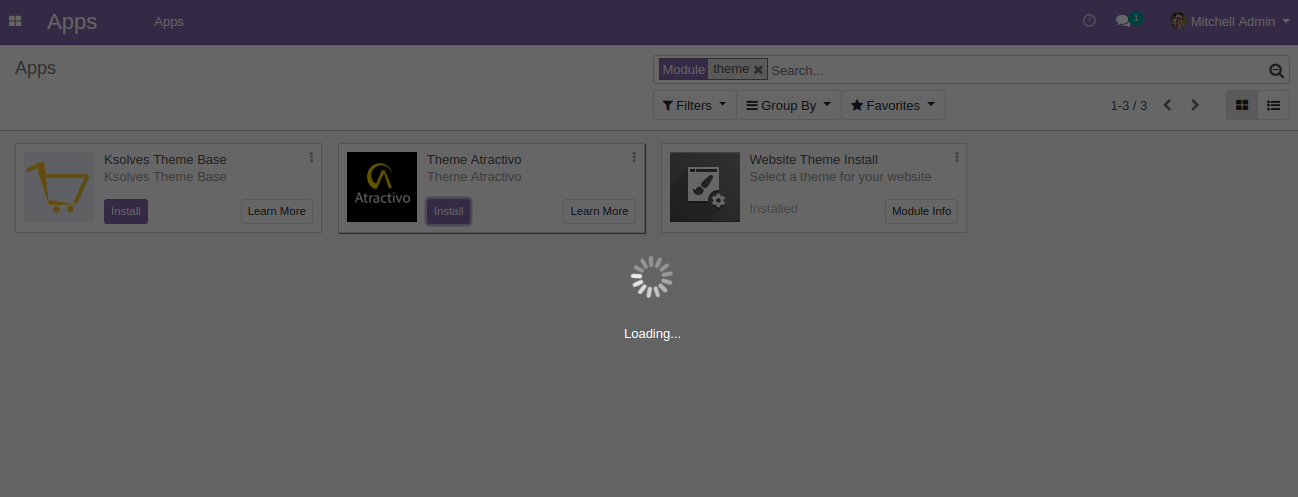 Apps
Apps
1
Mitchell Admin
Apps
Module theme Search...
Filters
Group By
Favorites
1-3 / 3
Ksolves Theme Base
Ksolves Theme Base
Install
Learn More
Atractivo
Theme Atractivo
Theme Atractivo
Install
Learn More
Website Theme Install
Select a theme for your website
Installed
Module Info
Loading...